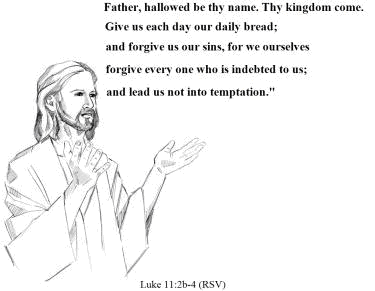 Father, hallowed be thy name. Thy kingdom come.
Give us each day our daily bread;
and forgive us our sins, for we ourselves
forgive every one who is indebted to us;
and lead us not into temptation."
Luke 11:2b-4 (RSV)